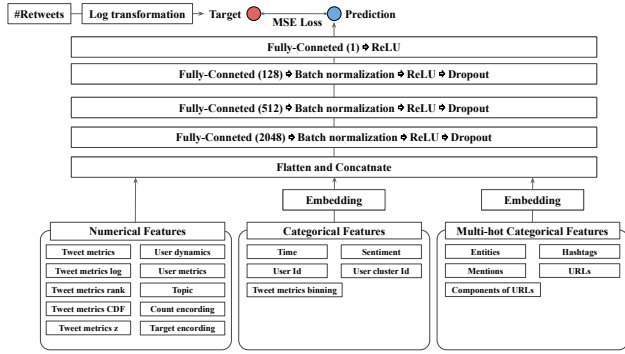 #Retweets Log transformation Target Prediction
MSE Loss
Fully-Conneted (1) ➩ ReLU
Fully-Conneted (128) ➩ Batch normalization ➩ ReLU ➩ Dropout
Fully-Conneted (512) ➩ Batch normalization ➩ ReLU ➩ Dropout
Fully-Conneted (2048) ➩ Batch normalization ➩ ReLU ➩ Dropout
Flatten and Concatnate
Embedding Embedding
Numerical Features
Tweet metrics User dynamics
Tweet metrics log User metrics
Tweet metrics rank Topic
Tweet metrics CDF Count encording
Tweet metrics z Target encording
Categorical Features
Time Sentiment
User Id User cluster Id
Tweet metrics binning
Multi-hot Categorical Features
Entities Hashtags
Mentions URLs
Components of URLs